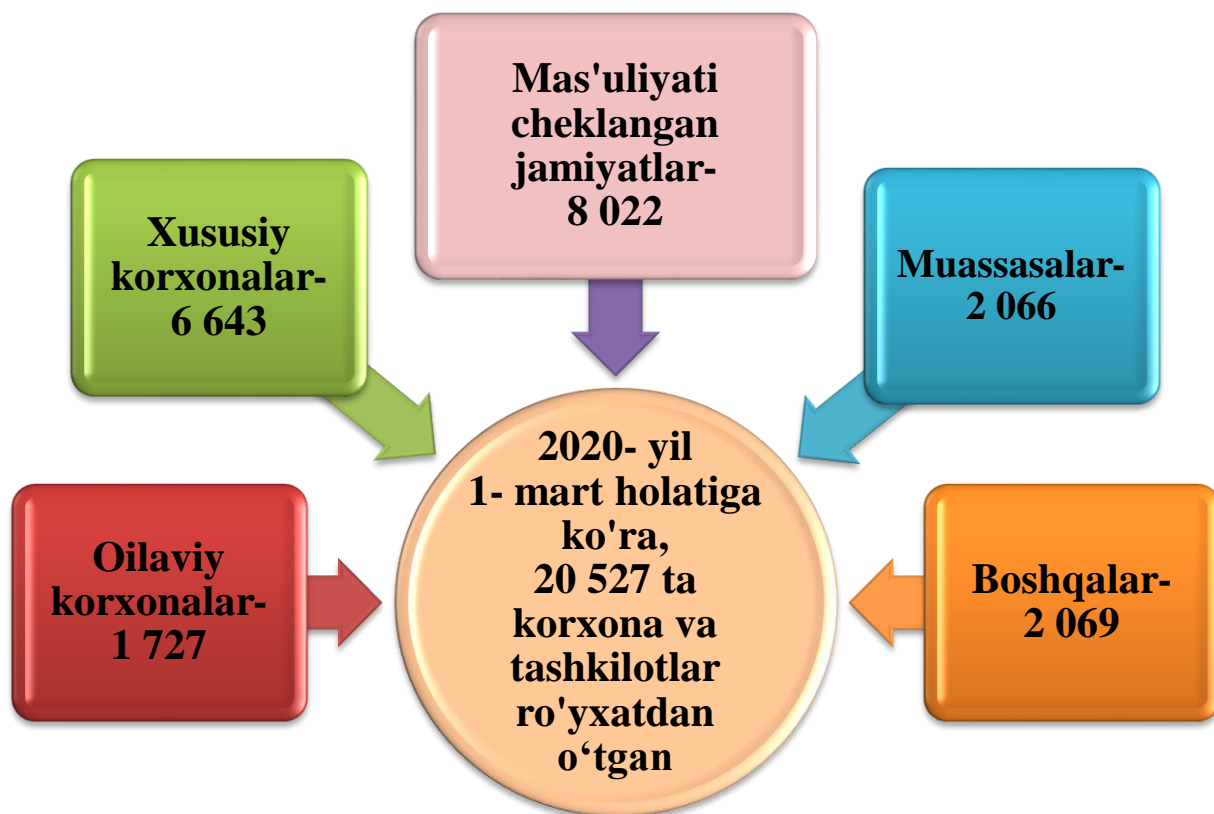 Mas'uliyati
cheklangan
jamiyatlar-
8 022
Xususiy
korxonalar-
6 643
Muassasalar-
2 066
Oilaviy
korxonalar-
1 727
2020- yil
1- mart holatiga
ko'ra,
20 527 ta
korxona va
tashkilotlar
ro'yxatdan
o‘tgan
Boshqalar-
2 069